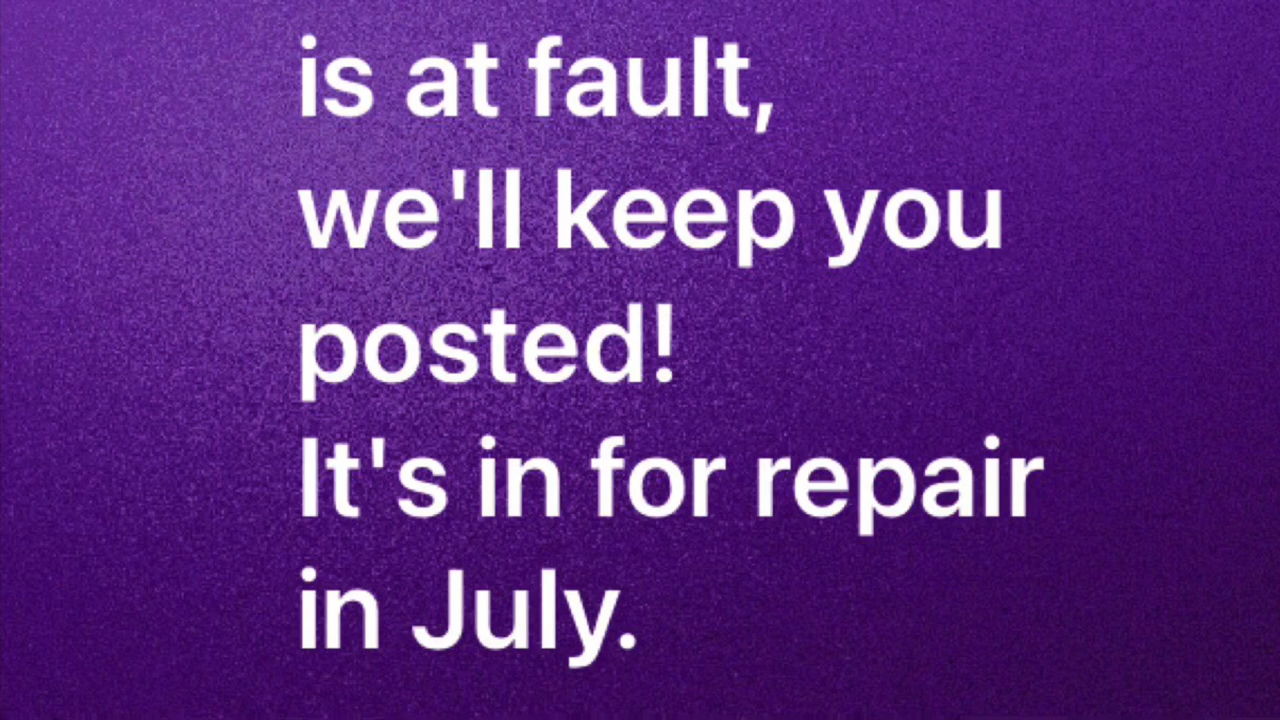 is at fault,
we'll keep you
posted!
It's in for repair
in July.